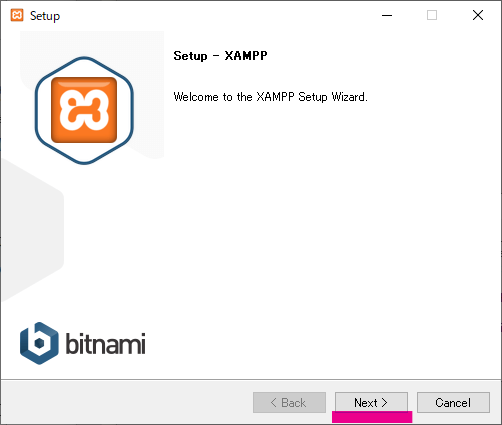 Setup
Setup - XAMPP
Welcome to the XAMPP Setup Wizard.
bitnami
< Back
Next >
Cancel